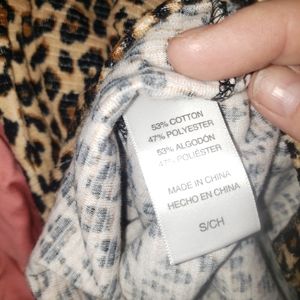 53% COTTON
47% POLYESTER
53% ALGODÓN
47% POLIÉSTER
MADE IN CHINA
HECHO EN CHINA
S/CH